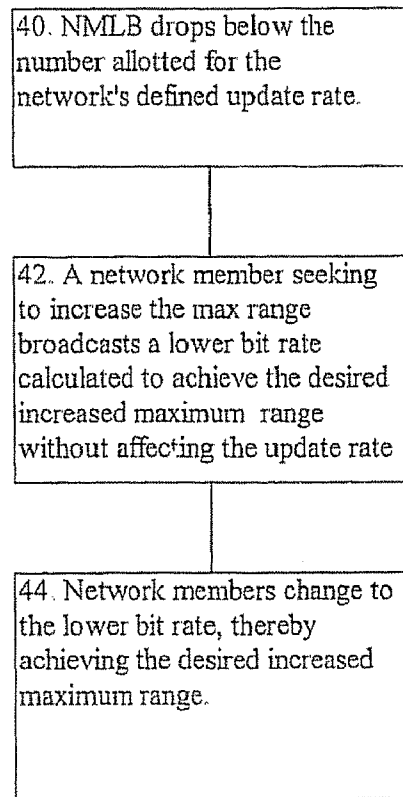 40. NMLB drops below the
number allotted for the
network's defined update rate.
42. A network member seeking
to increase the max range
broadcasts a lower bit rate
calculated to achieve the desired
increased maximum range
without affecting the update rate
44. Network members change to
the lower bit rate, thereby
achieving the desired increased
maximum range.